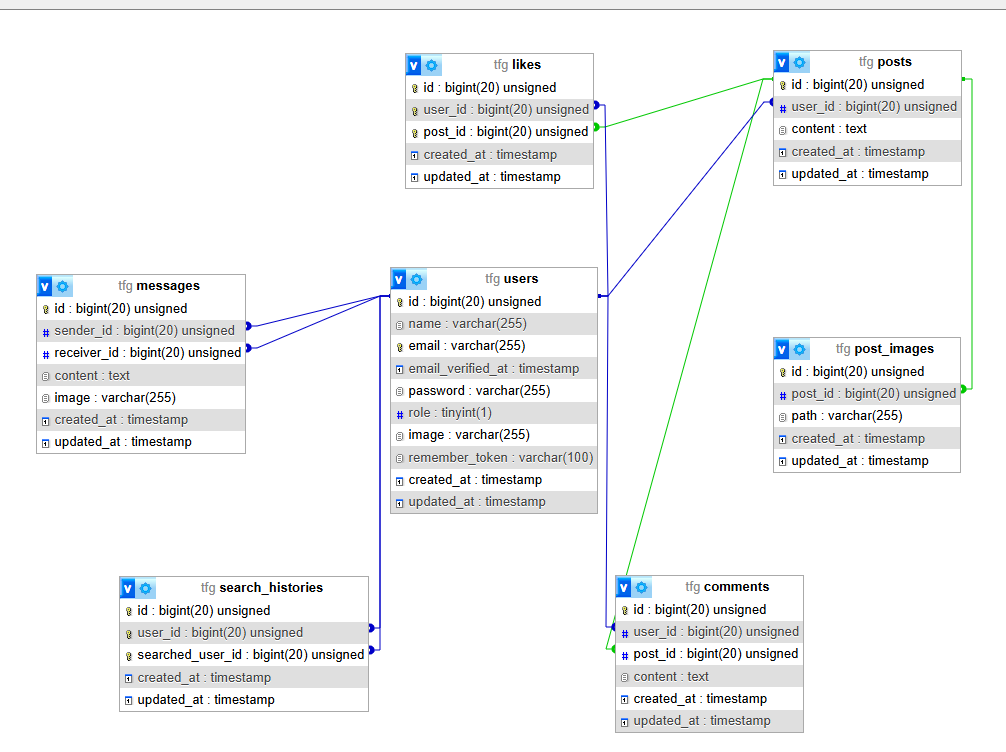 tfg likes
id : bigint(20) unsigned
user_id : bigint(20) unsigned
post_id : bigint(20) unsigned
created_at : timestamp
updated_at : timestamp
tfg posts
id : bigint(20) unsigned
# user_id : bigint(20) unsigned
content : text
created_at : timestamp
updated_at : timestamp
tfg messages
id : bigint(20) unsigned
# sender_id : bigint(20) unsigned
# receiver_id : bigint(20) unsigned
content : text
image : varchar(255)
created_at : timestamp
updated_at : timestamp
tfg users
id : bigint(20) unsigned
name : varchar(255)
email : varchar(255)
email_verified_at : timestamp
password : varchar(255)
# role : tinyint(1)
image : varchar(255)
remember_token : varchar(100)
created_at : timestamp
updated_at : timestamp
tfg post_images
id : bigint(20) unsigned
# post_id : bigint(20) unsigned
path : varchar(255)
created_at : timestamp
updated_at : timestamp
tfg search_histories
id : bigint(20) unsigned
user_id : bigint(20) unsigned
searched_user_id : bigint(20) unsigned
created_at : timestamp
updated_at : timestamp
tfg comments
id : bigint(20) unsigned
# user_id : bigint(20) unsigned
# post_id : bigint(20) unsigned
content : text
created_at : timestamp
updated_at : timestamp